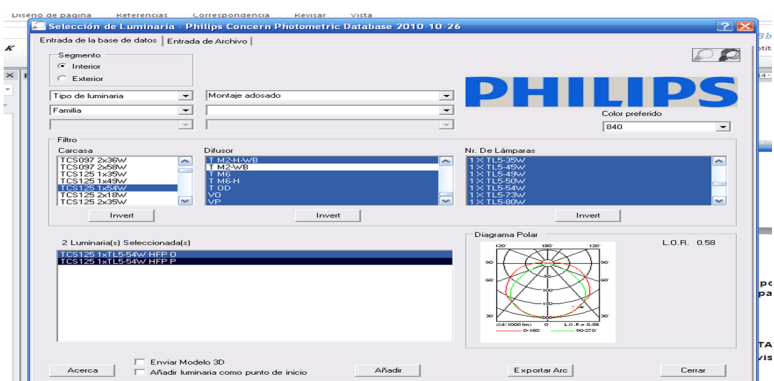 Diseño de página Referencias Correspondencia Revisar Vista
Selección de Luminaria - Philips Concern Photometric Database 2010-10-26
Entrada de la base de datos Entrada de Archivo
Segmento
Interior
Exterior
PHILIPS
Tipo de luminaria Montaje adosado
Familia
Color preferido
840
Filtro
Carcasa Difusor Nr. De Lámparas
TCS097 2x36W T M2-H-WB 1 X TL5-35W
TCS097 2x58W T M2-WB 1 X TL5-45W
TCS125 1x35W T M6 1 X TL5-49W
TCS125 1x49W T M6-H 1 X TL5-50W
TCS125 1x54W T OD 1 X TL5-54W
TCS125 2x18W VO 1 X TL5-73W
TCS125 2x35W VP 1 X TL5-80W
Invert Invert Invert
2 Luminaria(s) Seleccionada(s)
TCS125 1xTL5-54W HFP O
TCS125 1xTL5-54W HFP P
Diagrama Polar
L.O.R. 0.58
120 180 120
90 90
30 0 30
(cd/1000 lm) L.O.R.= 0.58
0-180 90-270
Enviar Modelo 3D
Añadir luminaria como punto de inicio
Acerca Añadir Exportar Arc Cerrar